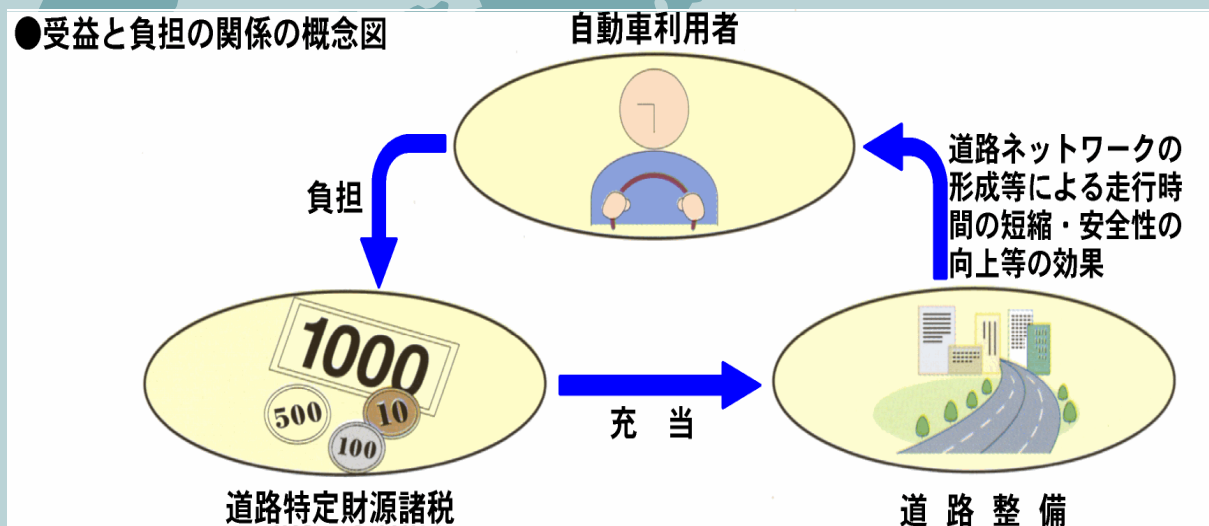 ●受益と負担の関係の概念図
自動車利用者
負担
道路ネットワークの
形成等による走行時
間の短縮・安全性の
向上等の効果
1000
500
10
100
充　当
道路特定財源諸税
道 路 整 備